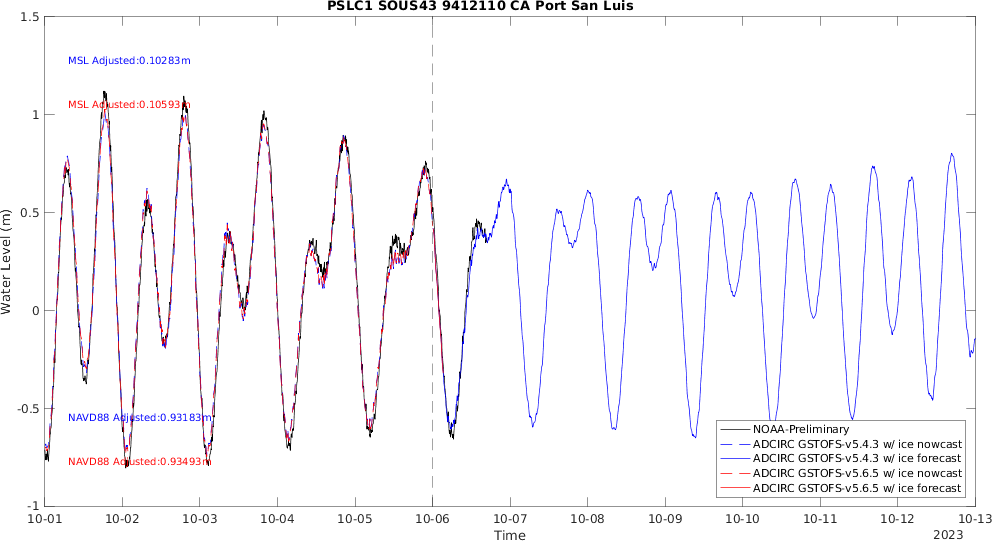 PSLC1 SOUS43 9412110 CA Port San Luis
1.5
1
0.5
0
-0.5
-1
Water Level (m)
MSL Adjusted:0.10283m
MSL Adjusted:0.10593m
NAVD88 Adjusted:0.93183m
NAVD88 Adjusted:0.93493m
NOAA-Preliminary
ADCIRC GSTOFS-v5.4.3 w/ ice nowcast
ADCIRC GSTOFS-v5.4.3 w/ ice forecast
ADCIRC GSTOFS-v5.6.5 w/ ice nowcast
ADCIRC GSTOFS-v5.6.5 w/ ice forecast
10-01 10-02 10-03 10-04 10-05 10-06 10-07 10-08 10-09 10-10 10-11 10-12 10-13
Time
2023